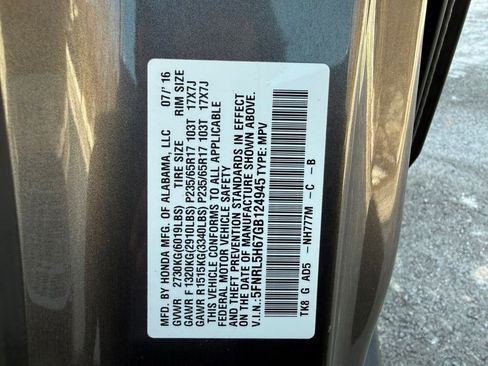 MFD BY HONDA MFG. OF ALABAMA, LLC 07/' 16
GVWR 2730KG(6019LBS) TIRE SIZE RIM SIZE
GAWR F 1320KG(2910LBS) P235/65R17 103T 17X7J
GAWR R 1515KG(3340LBS) P235/65R17 103T 17X7J
THIS VEHICLE CONFORMS TO ALL APPLICABLE
FEDERAL MOTOR VEHICLE SAFETY
AND THEFT PREVENTION STANDARDS IN EFFECT
ON THE DATE OF MANUFACTURE SHOWN ABOVE.
V.I.N.: 5FNRL5H67GB124945 TYPE: MPV
TK8 G AD5 -NH777M -C -B